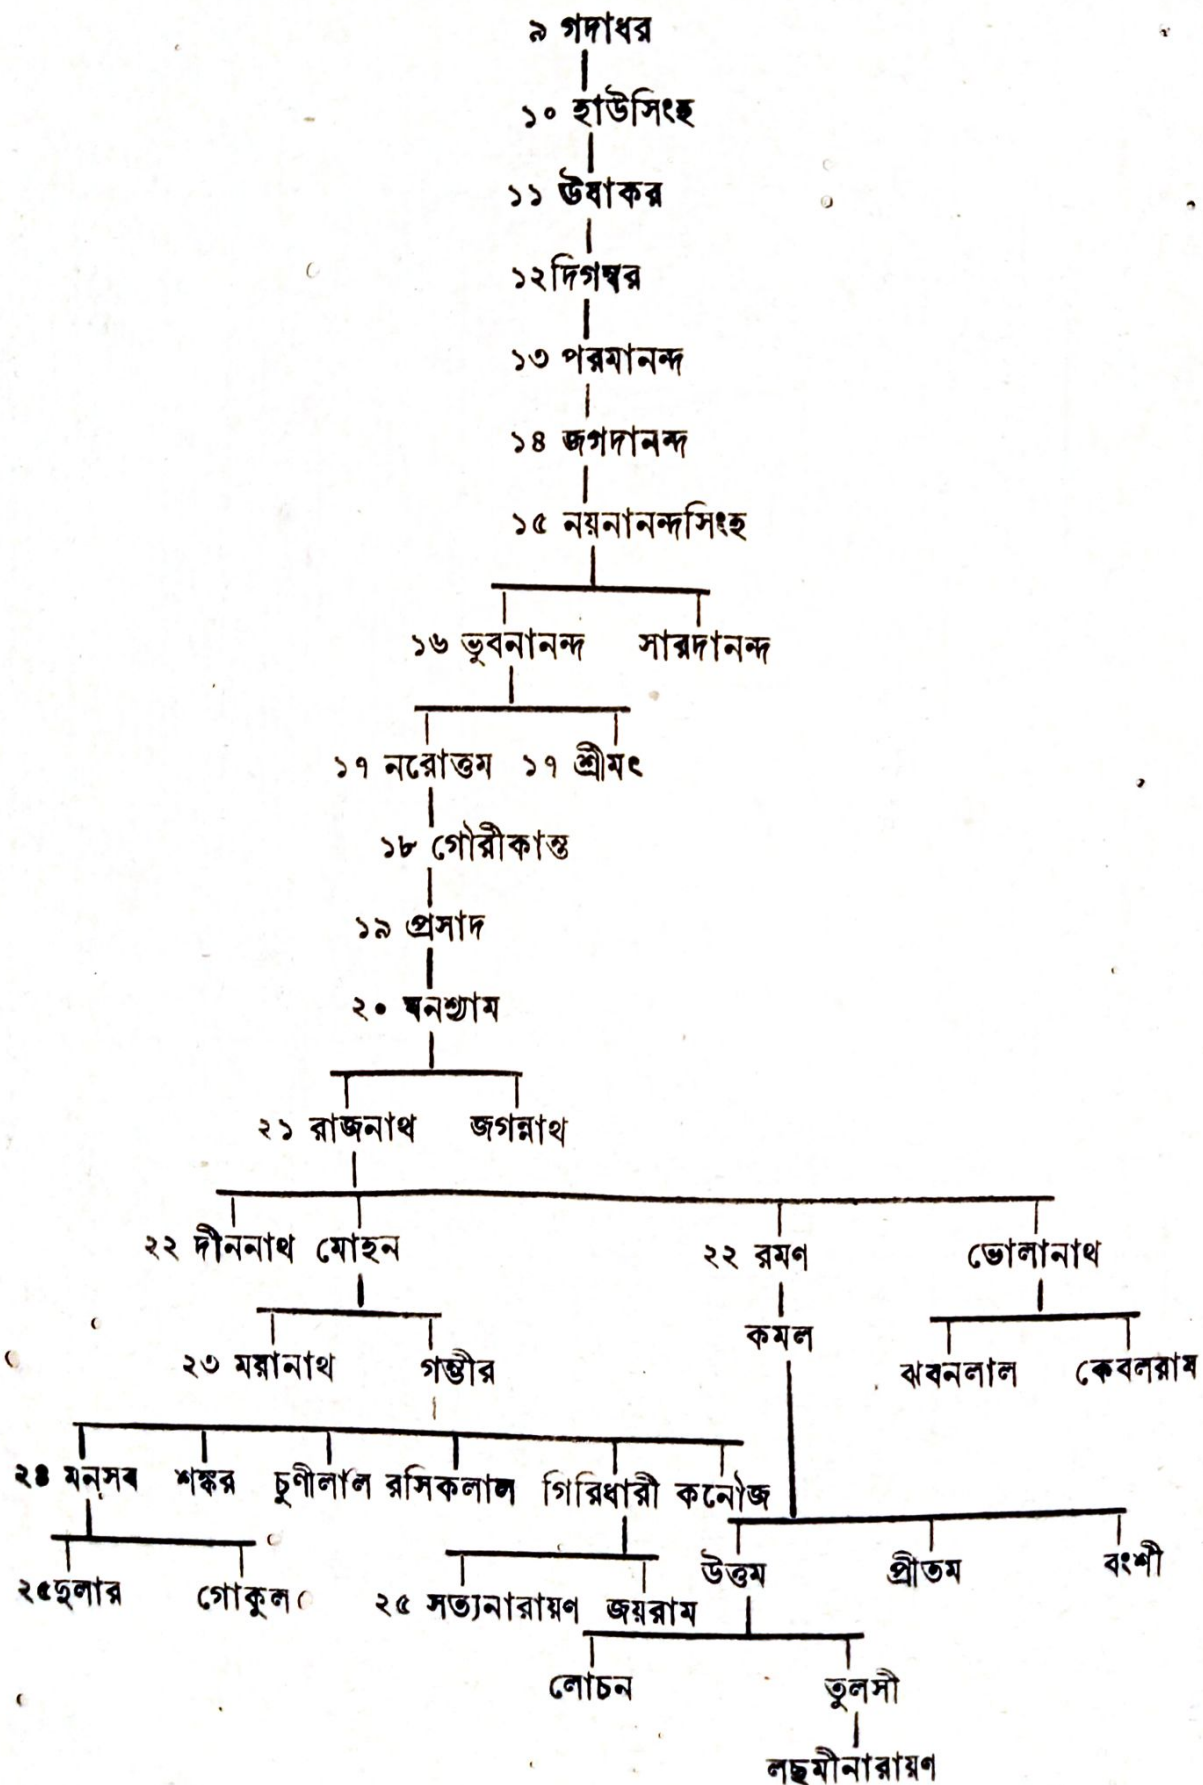 ৯ গদাধর
১০ হাউসিংহ
১১ ঊষাকর
১২ দিগম্বর
১৩ পরমানন্দ
১৪ জগদানন্দ
১৫ নয়নানন্দসিংহ
১৬ ভুবনানন্দ সারদানন্দ
১৭ নরোত্তম ১৭ শ্রীমৎ
১৮ গৌরীকান্ত
১৯ প্রসাদ
২০ ঘনশ্যাম
২১ রাজনাথ জগন্নাথ
২২ দীননাথ মোহন ২২ রমণ ভোলানাথ
কমল
২৩ ময়ানাথ গম্ভীর ঝবনলাল কেবলরাম
২৪ মনসব শঙ্কর চুণীলাল রসিকলাল গিরিধারী কনৌজ
উত্তম প্রীতম বংশী
২৫ দুলার গোকুল ২৫ সত্যনারায়ণ জয়রাম
লোচন তুলসী
লছমীনারায়ণ